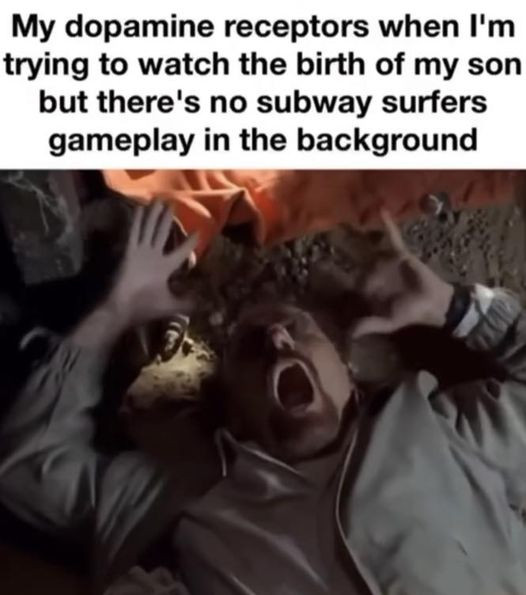 My dopamine receptors when I'm
trying to watch the birth of my son
but there's no subway surfers
gameplay in the background